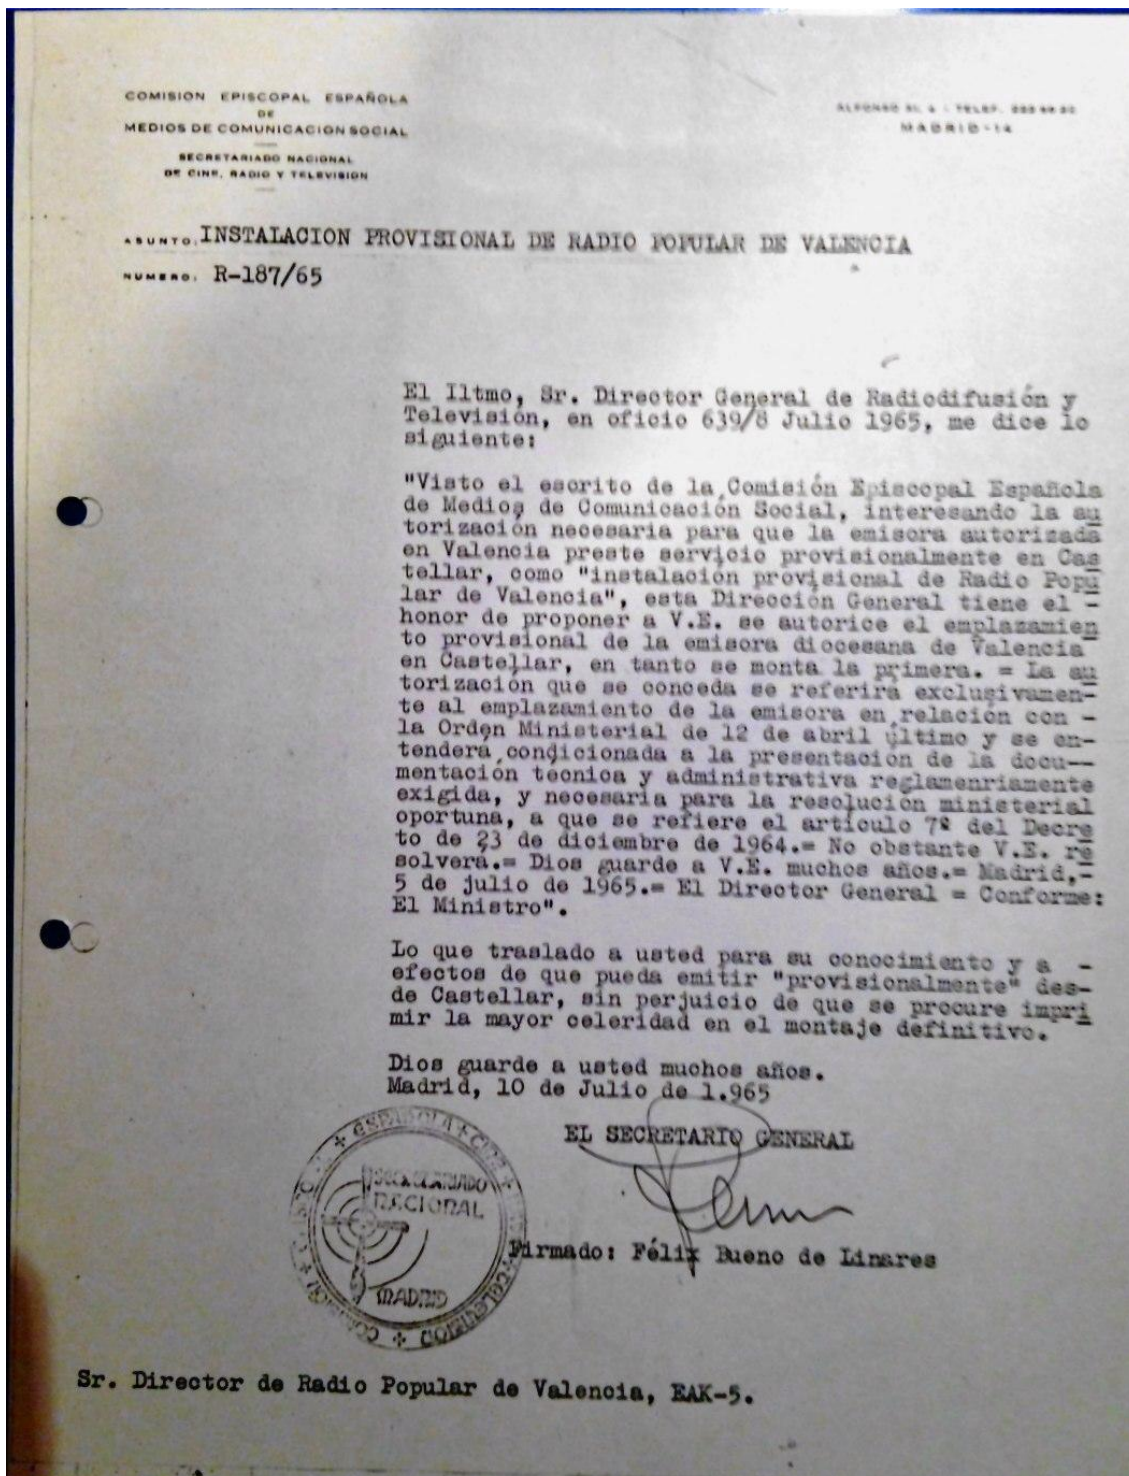 COMISION EPISCOPAL ESPAÑOLA
DE
MEDIOS DE COMUNICACION SOCIAL
SECRETARIADO NACIONAL
DE CINE, RADIO Y TELEVISION
ALFONSO XI, 4 - TELEF.
MADRID-14
ASUNTO: INSTALACION PROVISIONAL DE RADIO POPULAR DE VALENCIA
NUMERO: R-187/65
El Iltmo, Sr. Director General de Radiodifusión y
Televisión, en oficio 639/8 Julio 1965, me dice lo
siguiente:
"Visto el escrito de la Comisión Episcopal Española
de Medios de Comunicación Social, interesando la au
torización necesaria para que la emisora autorizada
en Valencia preste servicio provisionalmente en Cas
tellar, como "instalación provisional de Radio Popu
lar de Valencia", esta Dirección General tiene el -
honor de proponer a V.E. se autorice el emplazamien
to provisional de la emisora diocesana de Valencia
en Castellar, en tanto se monta la primera. = La au
torización que se conceda se referirá exclusivamen-
te al emplazamiento de la emisora en relación con -
la Orden Ministerial de 12 de abril último y se en-
tenderá condicionada a la presentación de la docu--
mentación técnica y administrativa reglamenriamente
exigida, y necesaria para la resolución ministerial
oportuna, a que se refiere el artículo 7º del Decre
to de 23 de diciembre de 1964.= No obstante V.E. re
solverá.= Dios guarde a V.E. muchos años.= Madrid,-
5 de julio de 1965.= El Director General = Conforme:
El Ministro".
Lo que traslado a usted para su conocimiento y a -
efectos de que pueda emitir "provisionalmente" des-
de Castellar, sin perjuicio de que se procure impri
mir la mayor celeridad en el montaje definitivo.
Dios guarde a usted muchos años.
Madrid, 10 de Julio de 1.965
EL SECRETARIO GENERAL
ESPAÑOLA + CINE
TELEVISION + COMISION
SECRETARIADO
NACIONAL
MADRID
Firmado: Félix Bueno de Linares
Sr. Director de Radio Popular de Valencia, EAK-5.